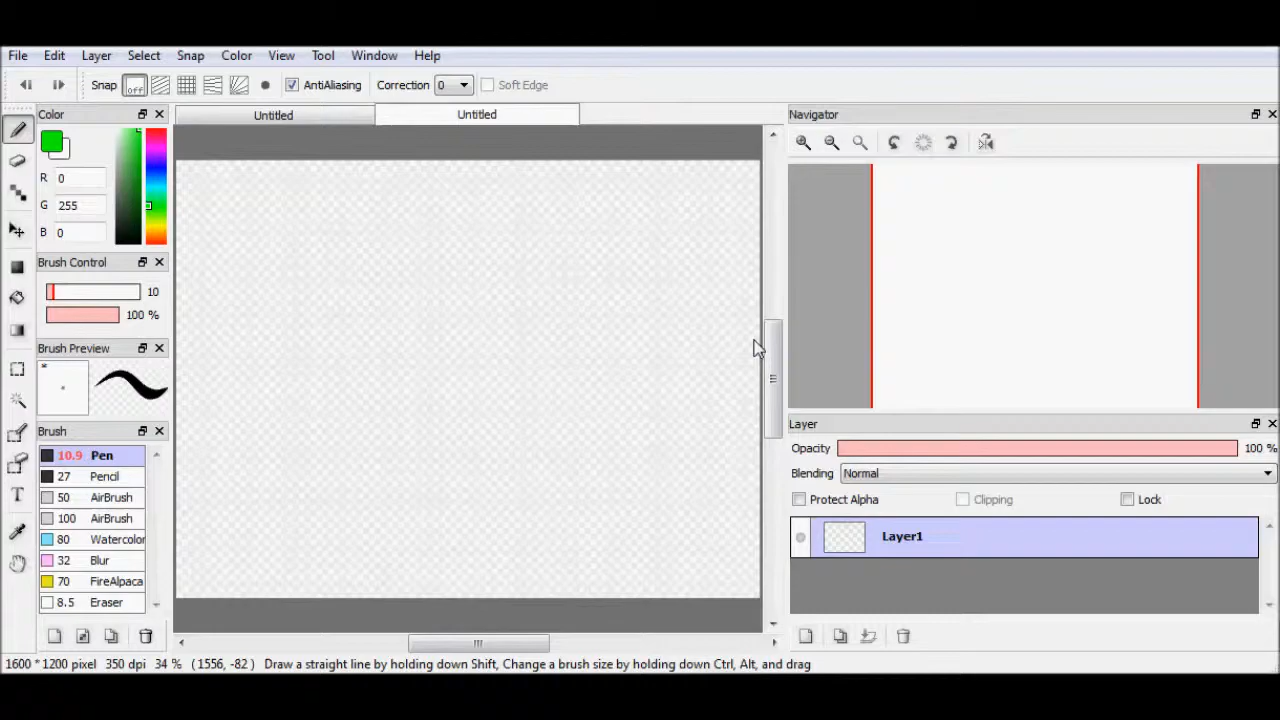 File Edit Layer Select Snap Color View Tool Window Help
Snap off AntiAliasing Correction 0 Soft Edge
Color
Untitled Untitled
Navigator
R 0
G 255
B 0
Brush Control
10
100 %
Brush Preview
*
Brush
10.9 Pen
27 Pencil
50 AirBrush
100 AirBrush
80 Watercolor
32 Blur
70 FireAlpaca
8.5 Eraser
Layer
Opacity 100 %
Blending Normal
Protect Alpha Clipping Lock
Layer1
1600 * 1200 pixel 350 dpi 34 % (1556, -82) Draw a straight line by holding down Shift, Change a brush size by holding down Ctrl, Alt, and drag